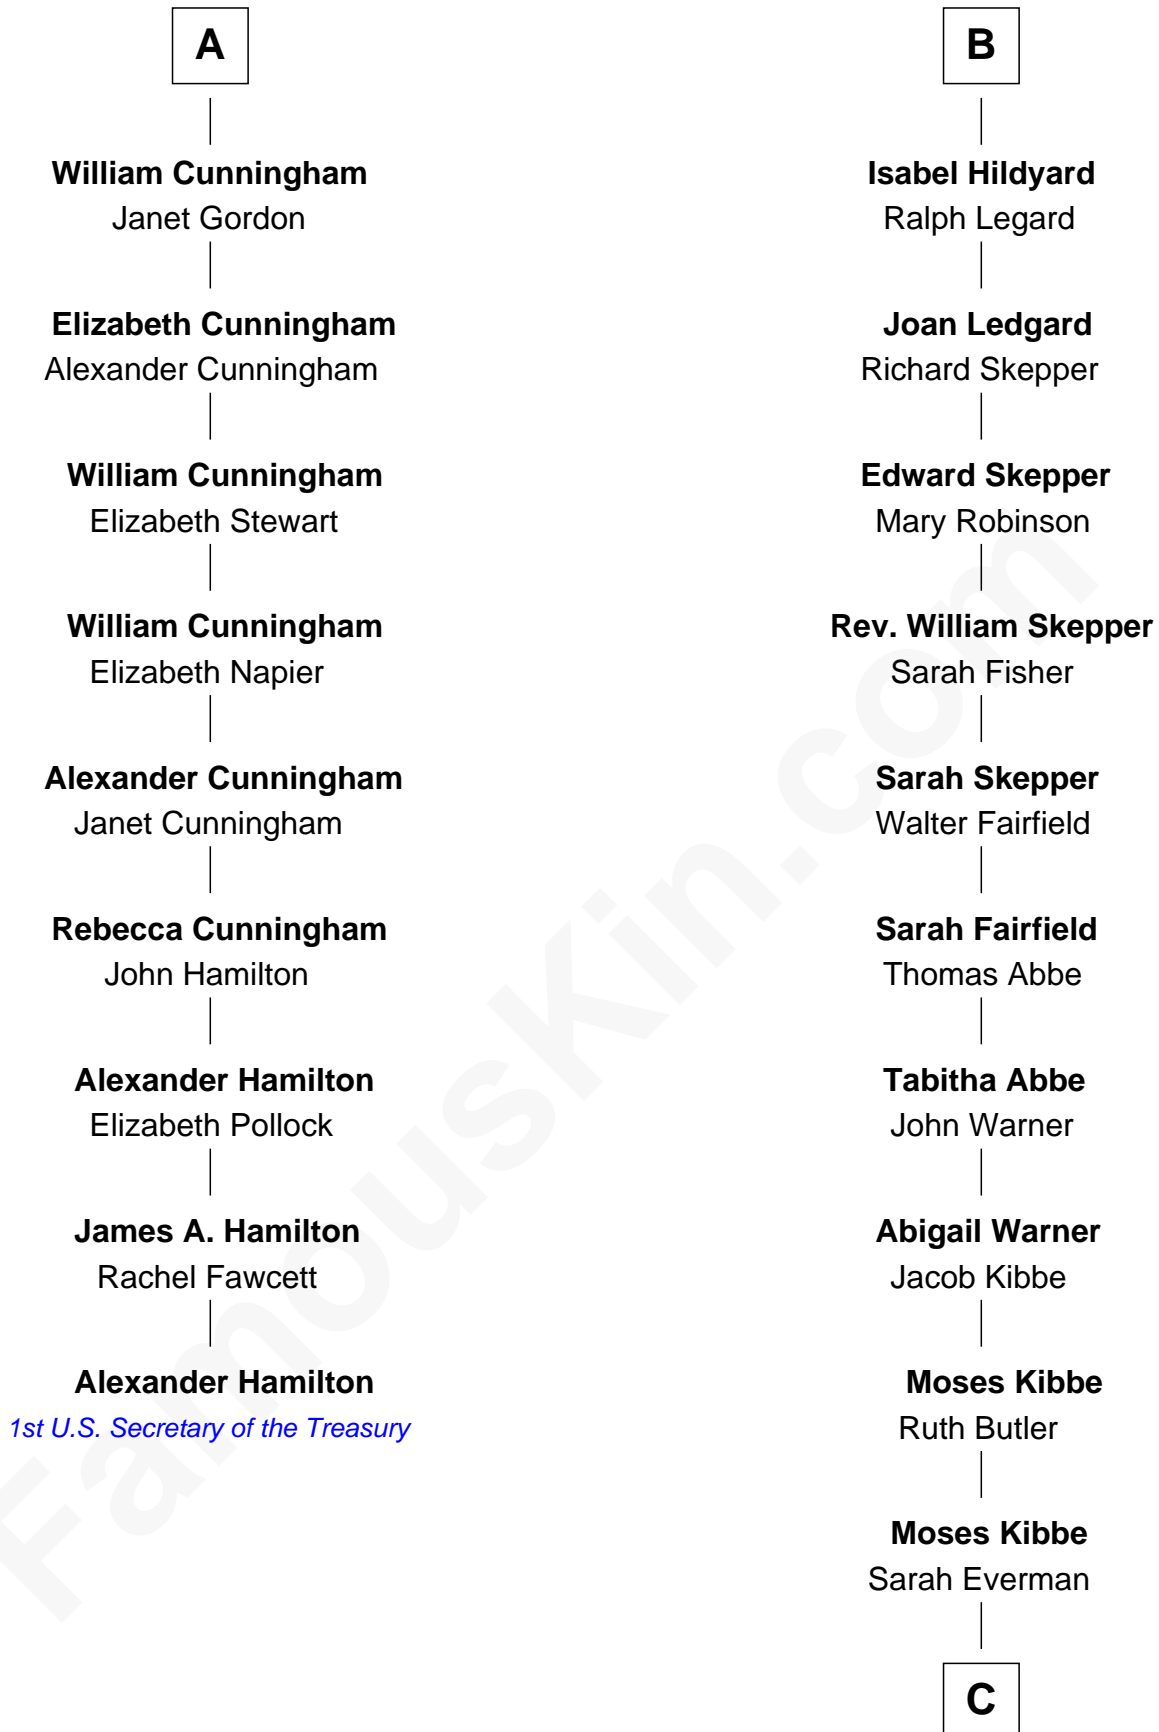 A
William Cunningham
Janet Gordon
Elizabeth Cunningham
Alexander Cunningham
William Cunningham
Elizabeth Stewart
William Cunningham
Elizabeth Napier
Alexander Cunningham
Janet Cunningham
Rebecca Cunningham
John Hamilton
Alexander Hamilton
Elizabeth Pollock
James A. Hamilton
Rachel Fawcett
Alexander Hamilton
1st U.S. Secretary of the Treasury
B
Isabel Hildyard
Ralph Legard
Joan Ledgard
Richard Skepper
Edward Skepper
Mary Robinson
Rev. William Skepper
Sarah Fisher
Sarah Skepper
Walter Fairfield
Sarah Fairfield
Thomas Abbe
Tabitha Abbe
John Warner
Abigail Warner
Jacob Kibbe
Moses Kibbe
Ruth Butler
Moses Kibbe
Sarah Everman
C
FamousKin.com